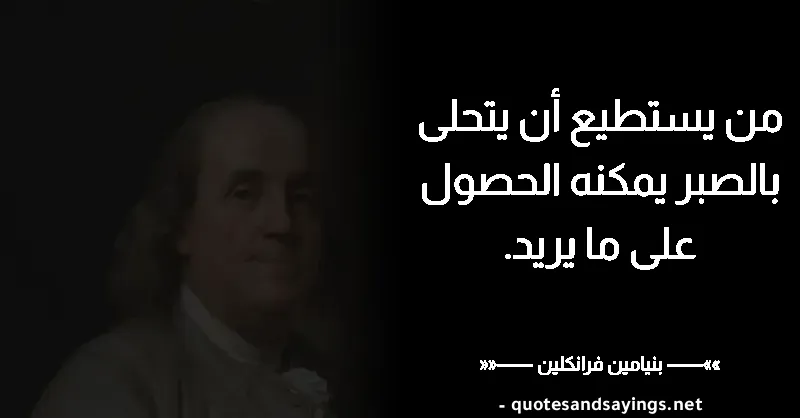 من يستطيع أن يتحلى
بالصبر يمكنه الحصول
على ما يريد.
»»—— بنيامين فرانكلين ——««
- quotesandsayings.net